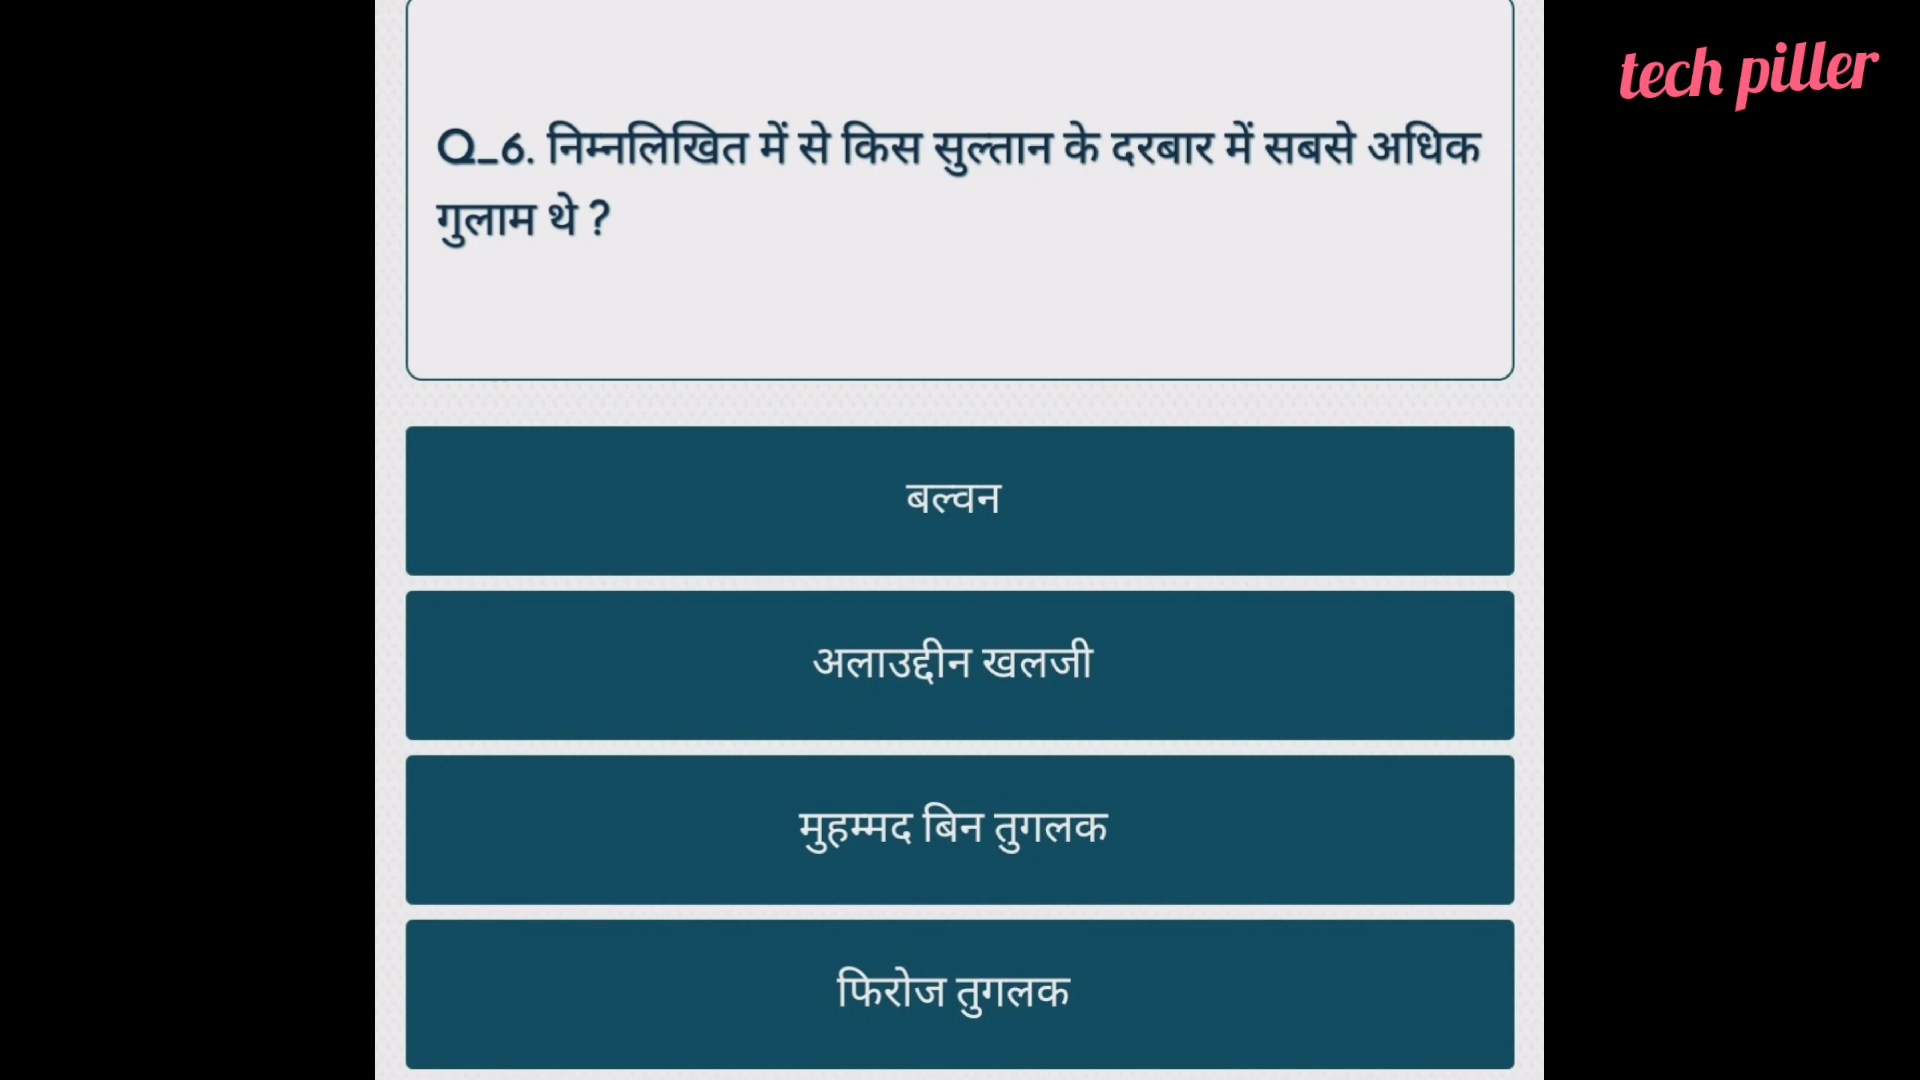 tech piller
Q_6. निम्नलिखित में से किस सुल्तान के दरबार में सबसे अधिक
गुलाम थे ?
बल्वन
अलाउद्दीन खलजी
मुहम्मद बिन तुगलक
फिरोज तुगलक